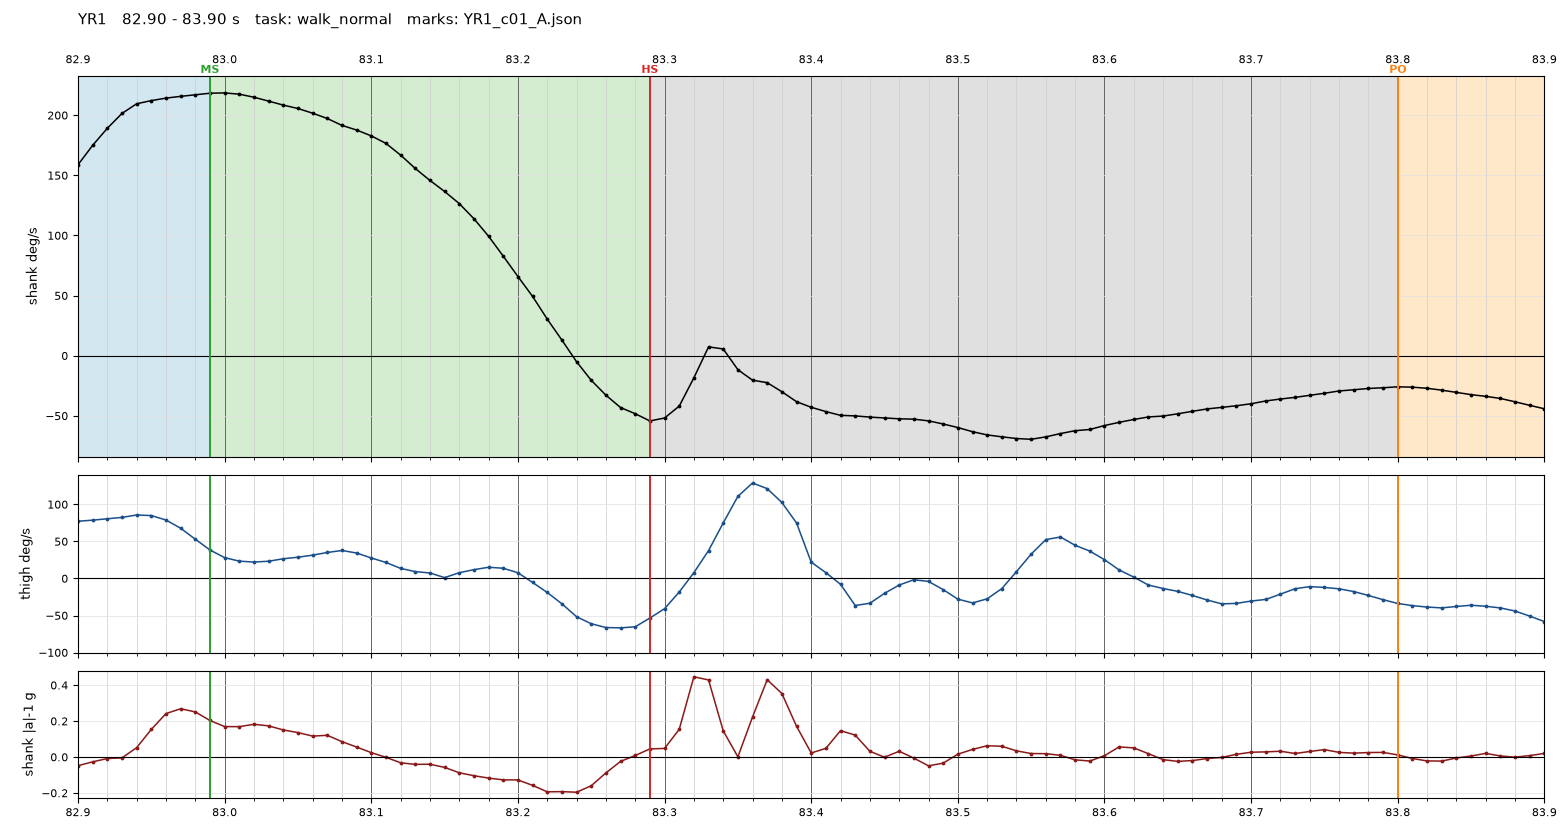 YR1   82.90 - 83.90 s   task: walk_normal   marks: YR1_c01_A.json
82.9 83.0 83.1 83.2 83.3 83.4 83.5 83.6 83.7 83.8 83.9
MS HS PO
shank deg/s
200
150
100
50
0
−50
thigh deg/s
100
50
0
−50
−100
shank |a|-1 g
0.4
0.2
0.0
−0.2
82.9 83.0 83.1 83.2 83.3 83.4 83.5 83.6 83.7 83.8 83.9